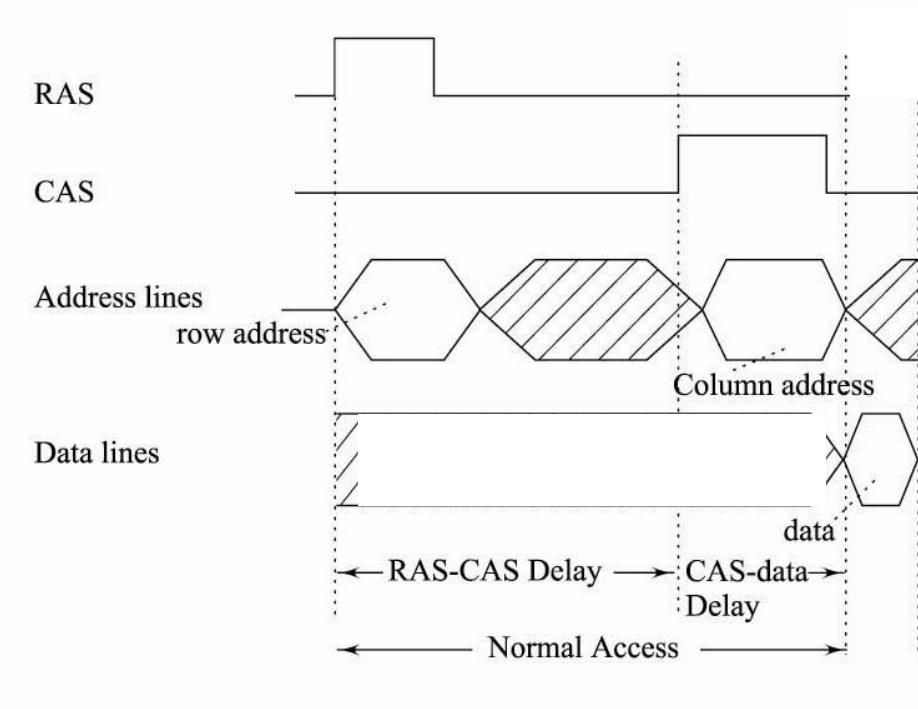 RAS
CAS
Address lines
row address
Column address
Data lines
data
RAS-CAS Delay
CAS-data
Delay
Normal Access